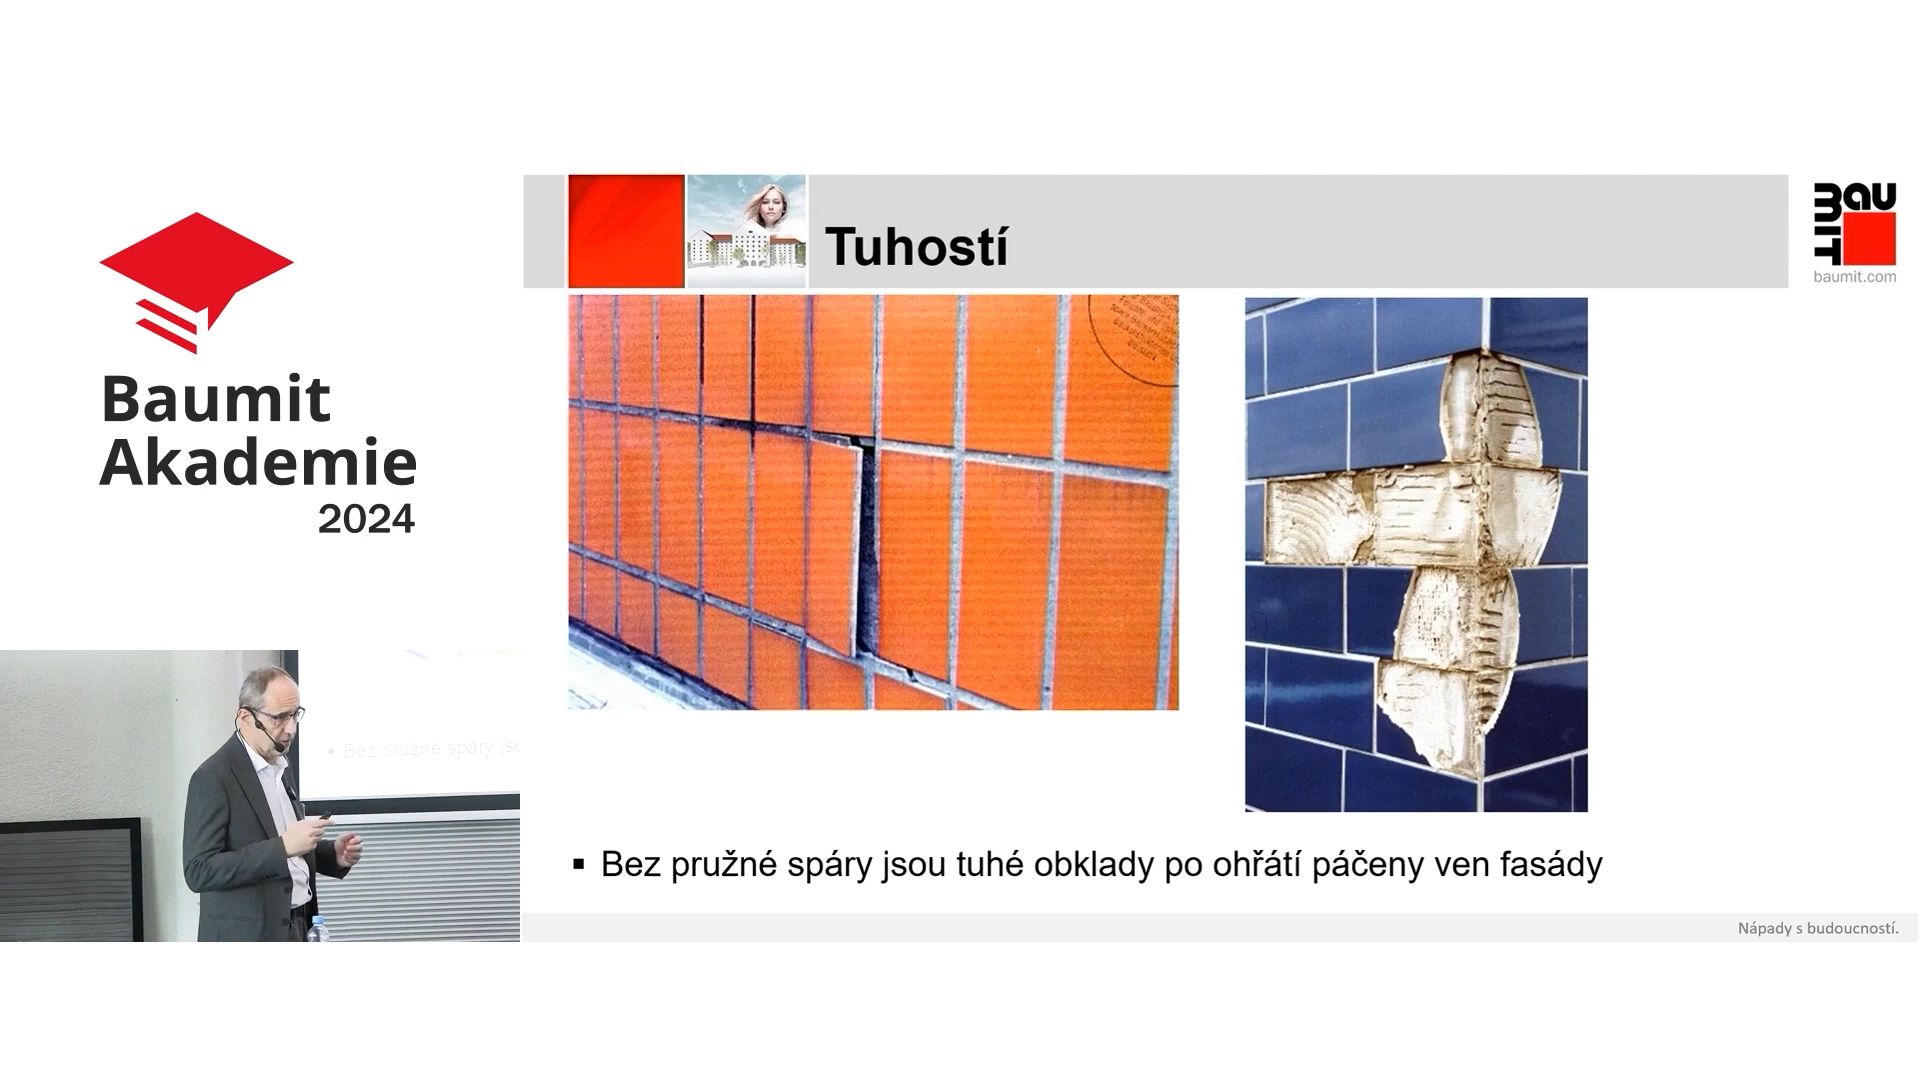 Baumit
Akademie
2024
Tuhostí
baumit
baumit.com
▪ Bez pružné spáry jsou tuhé obklady po ohřátí páčeny ven fasády
▪ Bez pružné spáry jso
Nápady s budoucností.